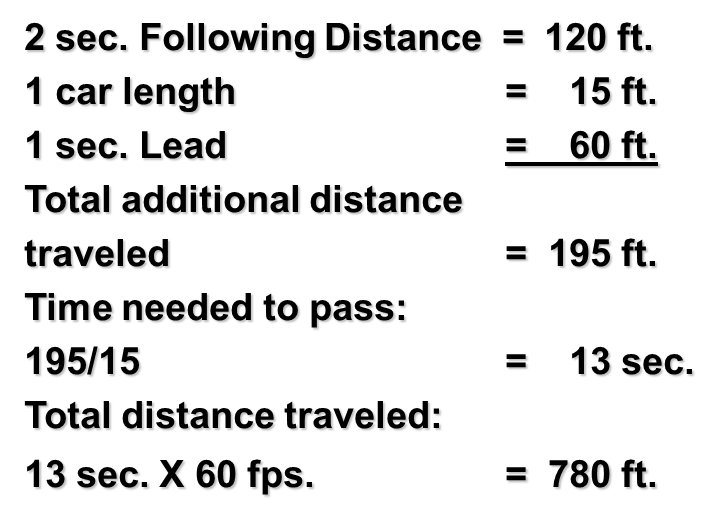 2 sec. Following Distance = 120 ft.
1 car length = 15 ft.
1 sec. Lead = 60 ft.
Total additional distance
traveled = 195 ft.
Time needed to pass:
195/15 = 13 sec.
Total distance traveled:
13 sec. X 60 fps. = 780 ft.